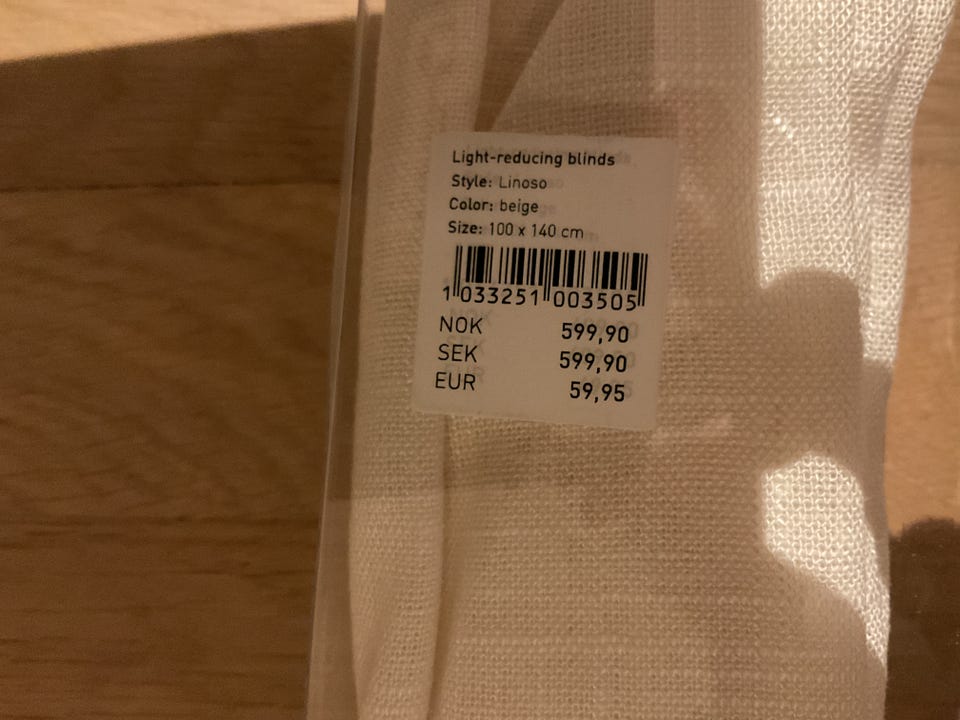 Light-reducing blinds
Style: Linoso
Color: beige
Size: 100 x 140 cm
1 033251 003505
NOK 599,90
SEK 599,90
EUR 59,95